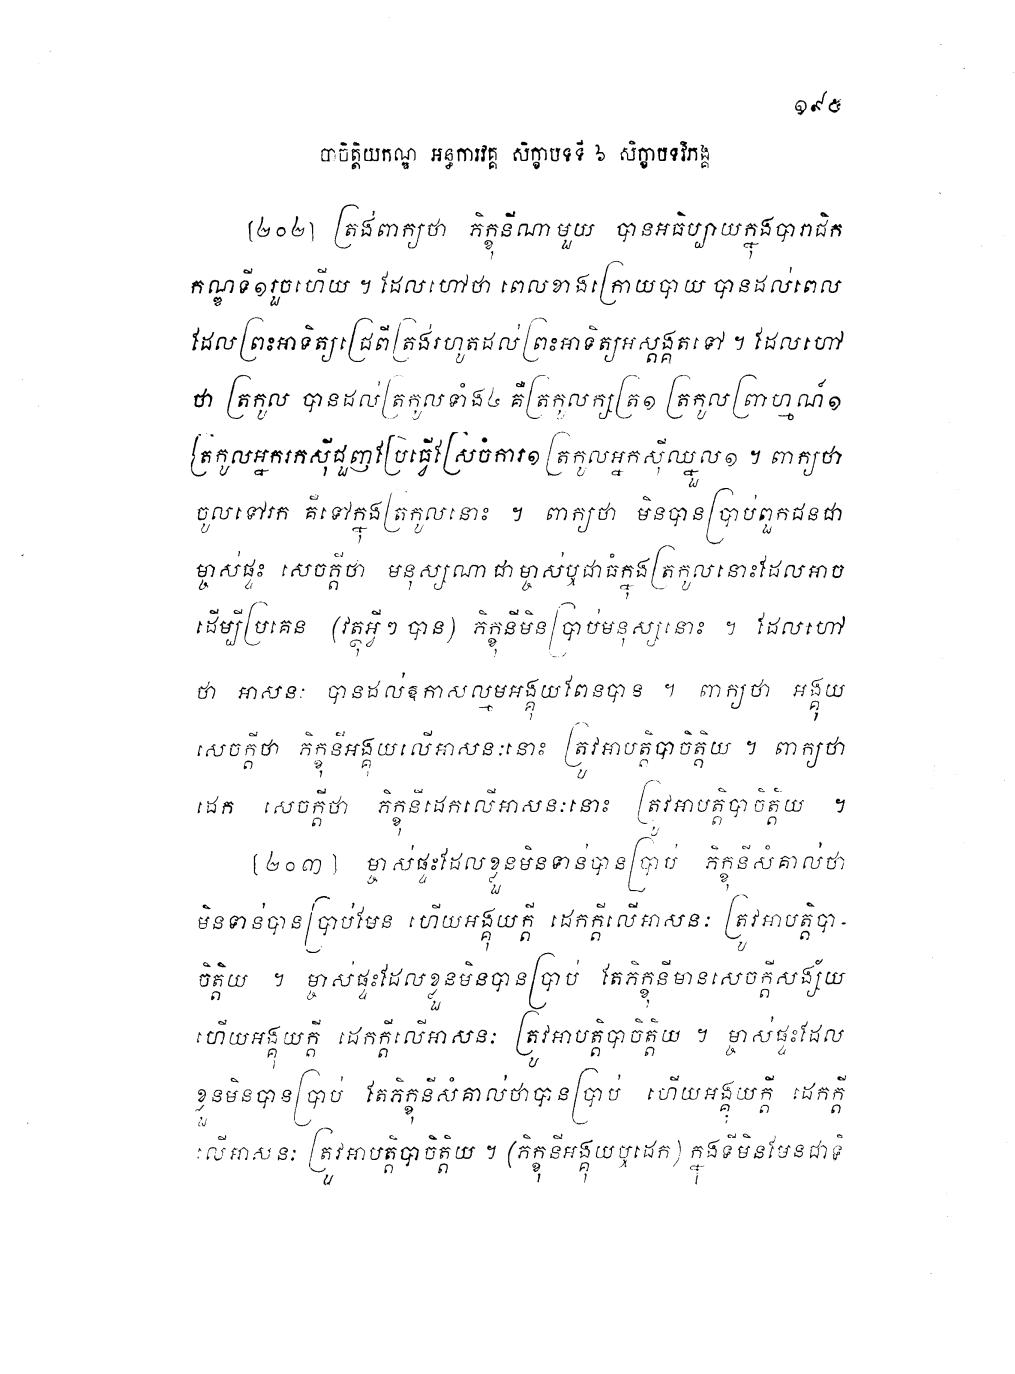 ១៩៥
បាចិត្តិយកណ្ឌ អន្ធការវគ្គ សិក្ខាបទទី ៦ សិក្ខាបទវិភង្គ
[២០២] ត្រង់ពាក្យថា ភិក្ខុនីណាមួយ បានអធិប្បាយក្នុងបារាជិក
កណ្ឌទី១រួចហើយ ។ ដែលហៅថា ពេលខាងក្រោយបាយ បានដល់ពេល
ដែលព្រះអាទិត្យជ្រេពីត្រង់រហូតដល់ព្រះអាទិត្យអស្តង្គតទៅ ។ ដែលហៅ
ថា ត្រកូល បានដល់ត្រកូលទាំង៤ គឺត្រកូលក្សត្រ១ ត្រកូលព្រាហ្មណ៍១
ត្រកូលអ្នករកស៊ីជួញប្រែធ្វើស្រែចំការ១ ត្រកូលអ្នកស៊ីឈ្នួល១ ។ ពាក្យថា
ចូលទៅរក គឺទៅក្នុងត្រកូលនោះ ។ ពាក្យថា មិនបានប្រាប់ពួកជនជា
ម្ចាស់ផ្ទះ សេចក្តីថា មនុស្សណាជាម្ចាស់ឬជាធំក្នុងត្រកូលនោះដែលអាច
ដើម្បីប្រគេន (វត្ថុអ្វីៗ បាន) ភិក្ខុនីមិនប្រាប់មនុស្សនោះ ។ ដែលហៅ
ថា អាសនៈ បានដល់ឱកាសល្មមអង្គុយពែនបាន ។ ពាក្យថា អង្គុយ
សេចក្តីថា ភិក្ខុនីអង្គុយលើអាសនៈនោះ ត្រូវអាបត្តិបាចិត្តិយ ។ ពាក្យថា
ដេក សេចក្តីថា ភិក្ខុនីដេកលើអាសនៈនោះ ត្រូវអាបត្តិបាចិត្តិយ ។
[២០៣] ម្ចាស់ផ្ទះដែលខ្លួនមិនទាន់បានប្រាប់ ភិក្ខុនីសំគាល់ថា
មិនទាន់បានប្រាប់មែន ហើយអង្គុយក្តី ដេកក្តីលើអាសនៈ ត្រូវអាបត្តិបា-
ចិត្តិយ ។ ម្ចាស់ផ្ទះដែលខ្លួនមិនបានប្រាប់ តែភិក្ខុនីមានសេចក្តីសង្ស័យ
ហើយអង្គុយក្តី ដេកក្តីលើអាសនៈ ត្រូវអាបត្តិបាចិត្តិយ ។ ម្ចាស់ផ្ទះដែល
ខ្លួនមិនបានប្រាប់ តែភិក្ខុនីសំគាល់ថាបានប្រាប់ ហើយអង្គុយក្តី ដេកក្តី
លើអាសនៈ ត្រូវអាបត្តិបាចិត្តិយ ។ (ភិក្ខុនីអង្គុយឬដេក) ក្នុងទីមិនមែនជាទី